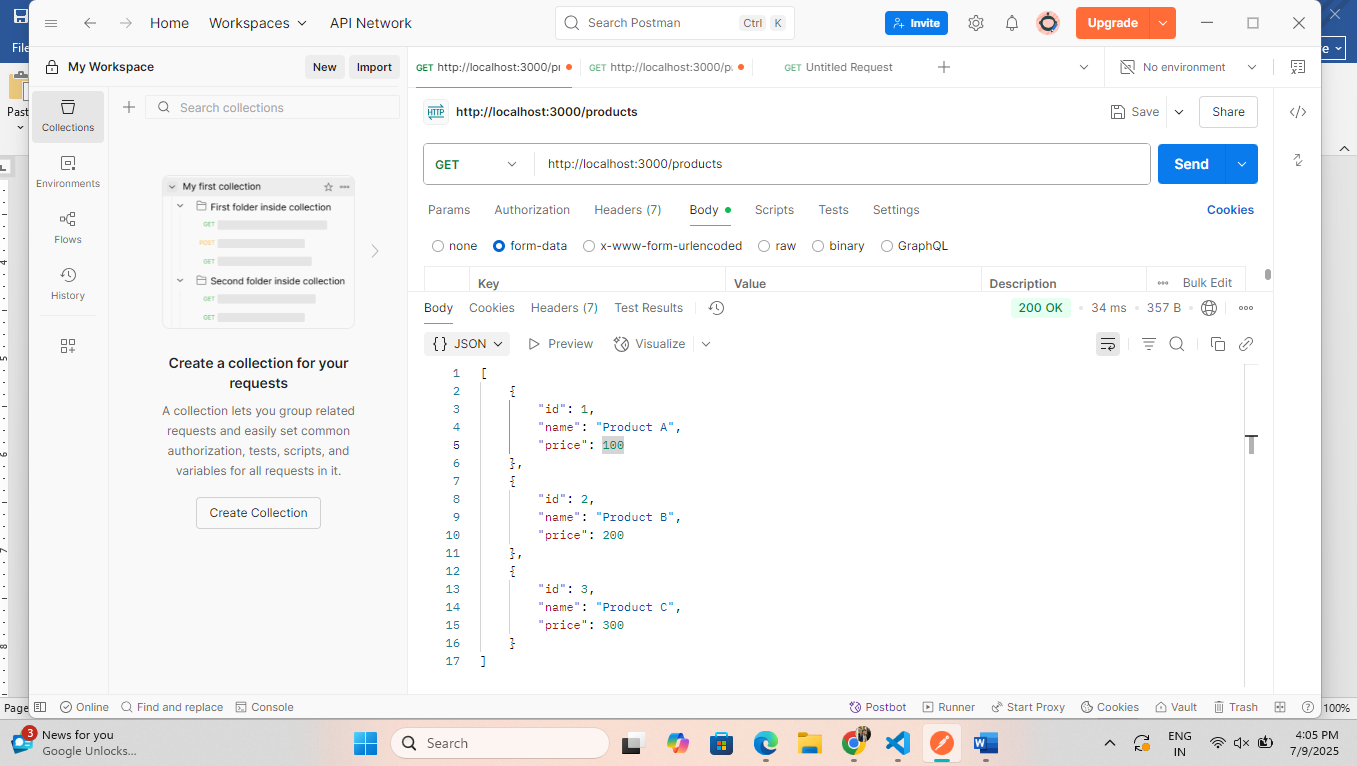 File
Home
Workspaces
API Network
Search Postman
Ctrl
K
Invite
Upgrade
My Workspace
New
Import
GET http://localhost:3000/pr
GET http://localhost:3000/p
GET Untitled Request
No environment
Past
Collections
Search collections
http://localhost:3000/products
Save
Share
Environments
GET
http://localhost:3000/products
Send
Flows
Params
Authorization
Headers (7)
Body
Scripts
Tests
Settings
Cookies
none
form-data
x-www-form-urlencoded
raw
binary
GraphQL
History
Key
Value
Description
Bulk Edit
My first collection
First folder inside collection
GET
POST
GET
Second folder inside collection
GET
GET
Body
Cookies
Headers (7)
Test Results
200 OK
34 ms
357 B
{} JSON
Preview
Visualize
Create a collection for your
requests
A collection lets you group related
requests and easily set common
authorization, tests, scripts, and
variables for all requests in it.
Create Collection
1 [
2 {
3 "id": 1,
4 "name": "Product A",
5 "price": 100
6 },
7 {
8 "id": 2,
9 "name": "Product B",
10 "price": 200
11 },
12 {
13 "id": 3,
14 "name": "Product C",
15 "price": 300
16 }
17 ]
Page
Online
Find and replace
Console
Postbot
Runner
Start Proxy
Cookies
Vault
Trash
100%
3
News for you
Google Unlocks...
Search
ENG
IN
4:05 PM
7/9/2025